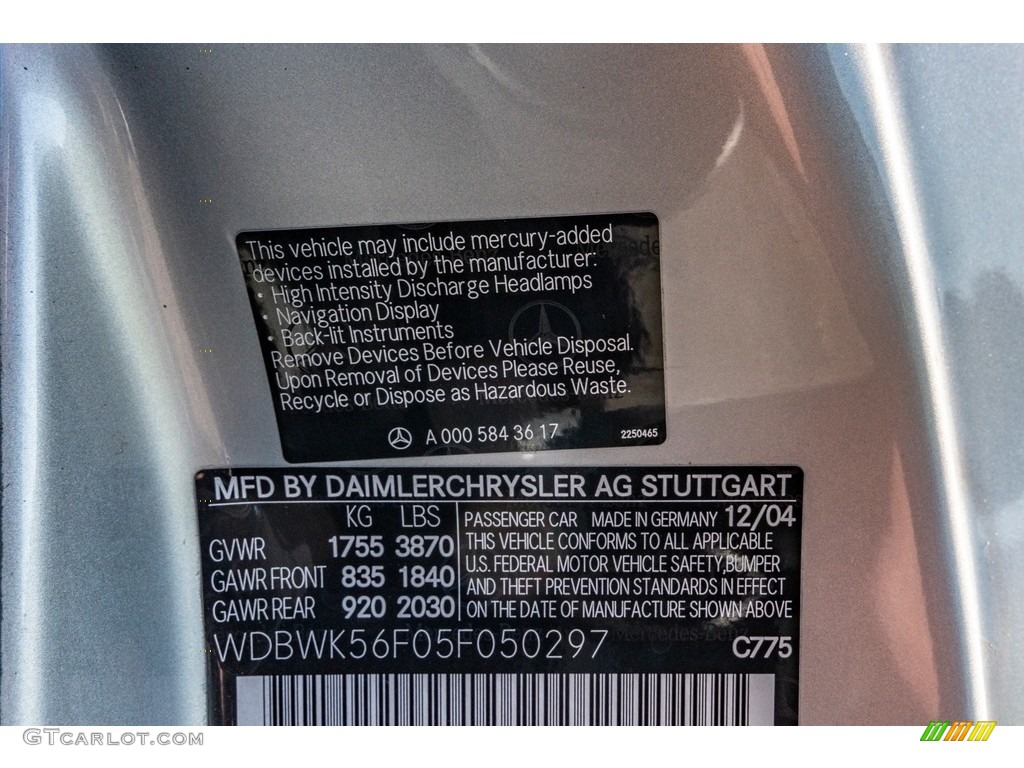 This vehicle may include mercury-added
devices installed by the manufacturer:
· High Intensity Discharge Headlamps
· Navigation Display
· Back-lit Instruments
Remove Devices Before Vehicle Disposal.
Upon Removal of Devices Please Reuse,
Recycle or Dispose as Hazardous Waste.
A 000 584 36 17
2250465
MFD BY DAIMLERCHRYSLER AG STUTTGART
KG LBS
GVWR 1755 3870
GAWR FRONT 835 1840
GAWR REAR 920 2030
PASSENGER CAR MADE IN GERMANY 12/04
THIS VEHICLE CONFORMS TO ALL APPLICABLE
U.S. FEDERAL MOTOR VEHICLE SAFETY,BUMPER
AND THEFT PREVENTION STANDARDS IN EFFECT
ON THE DATE OF MANUFACTURE SHOWN ABOVE
Mercedes-Benz
WDBWK56F05F050297 C775
GTCarLot.com